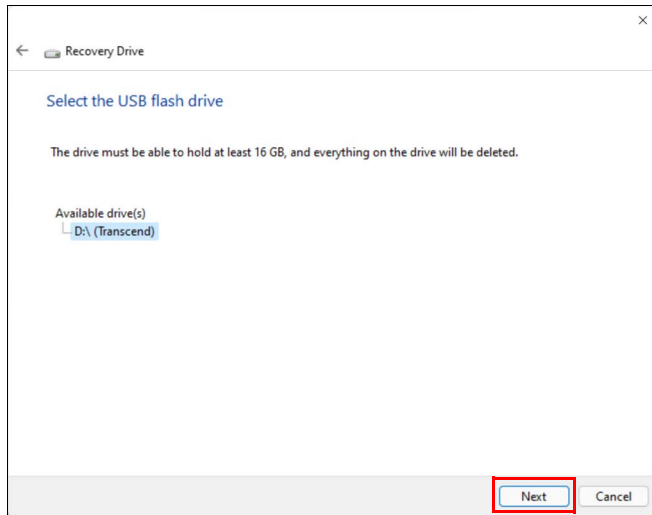 Recovery Drive
Select the USB flash drive
The drive must be able to hold at least 16 GB, and everything on the drive will be deleted.
Available drive(s)
D:\ (Transcend)
Next Cancel